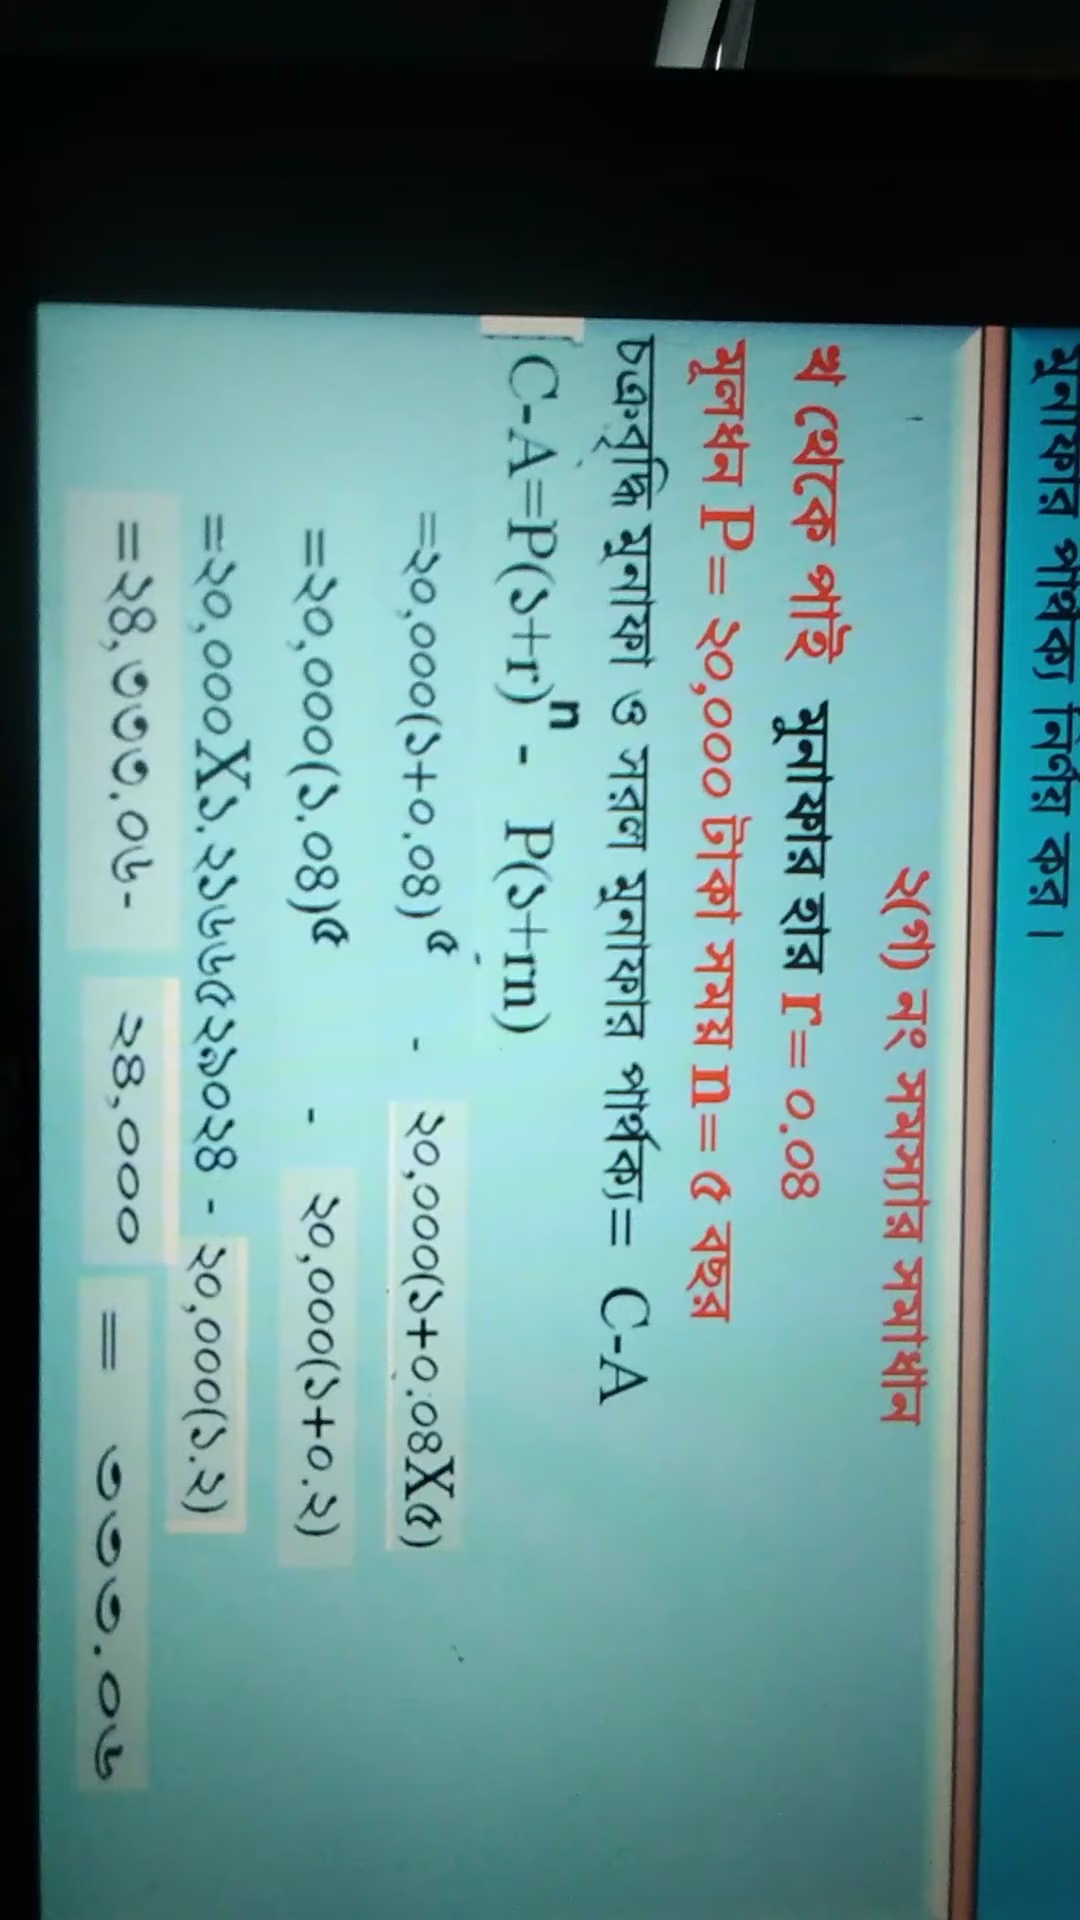 মুনাফার পার্থক্য নির্ণয় কর।
২(গ) নং সমস্যার সমাধান
খ থেকে পাই মুনাফার হার r= ০.০৪
মূলধন P= ২০,০০০ টাকা সময় n= ৫ বছর
চক্রবৃদ্ধি মুনাফা ও সরল মুনাফার পার্থক্য= C-A
C-A=P(১+r)ⁿ - P(১+rn)
=২০,০০০(১+০.০৪)^৫ - ২০,০০০(১+০.০৪X৫)
=২০,০০০(১.০৪)^৫ - ২০,০০০(১+০.২)
=২০,০০০X১.২১৬৬৫২৯০২৪ - ২০,০০০(১.২)
=২৪,৩৩৩.০৬- ২৪,০০০ = ৩৩৩.০৬